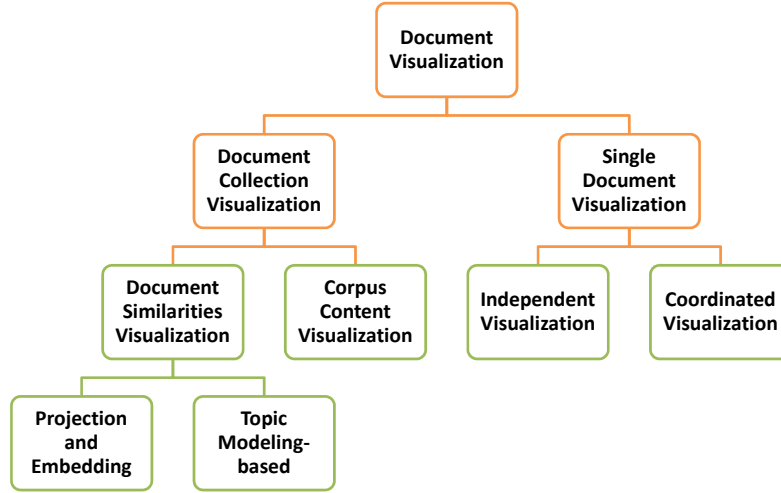 Document
Visualization
Document
Collection
Visualization
Single
Document
Visualization
Document
Similarities
Visualization
Corpus
Content
Visualization
Independent
Visualization
Coordinated
Visualization
Projection
and
Embedding
Topic
Modeling-
based